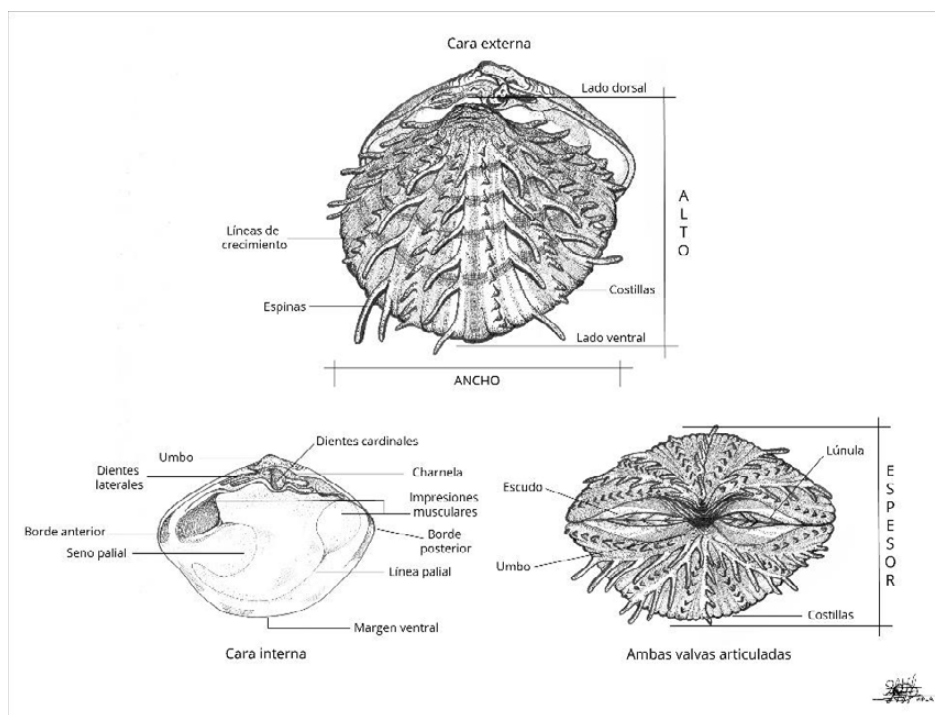 Cara externa
Lado dorsal
ALTO
Líneas de
crecimiento
Espinas
Costillas
Lado ventral
ANCHO
Umbo
Dientes cardinales
Dientes
laterales
Charnela
Impresiones
musculares
Borde anterior
Borde
posterior
Seno palial
Línea palial
Margen ventral
Cara interna
Lúnula
Escudo
ESPESOR
Umbo
Costillas
Ambas valvas articuladas